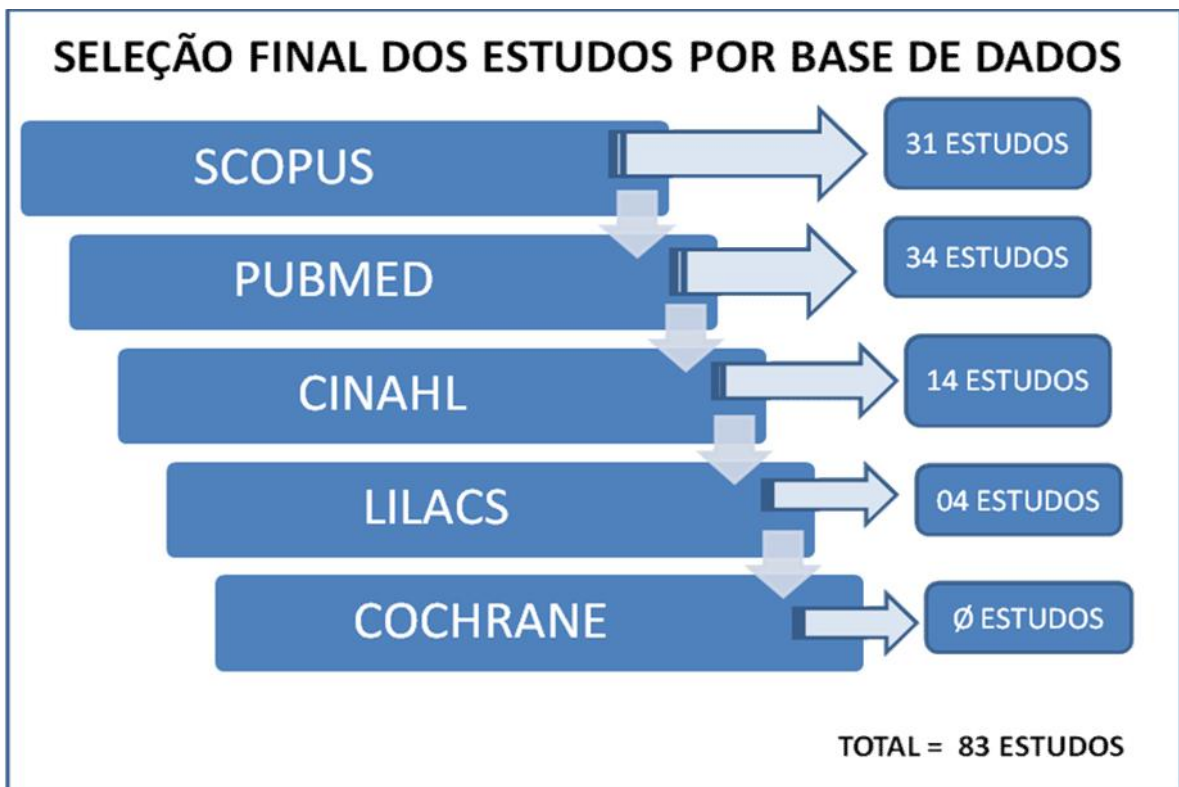 SELEÇÃO FINAL DOS ESTUDOS POR BASE DE DADOS
SCOPUS
31 ESTUDOS
PUBMED
34 ESTUDOS
CINAHL
14 ESTUDOS
LILACS
04 ESTUDOS
COCHRANE
Ø ESTUDOS
TOTAL = 83 ESTUDOS